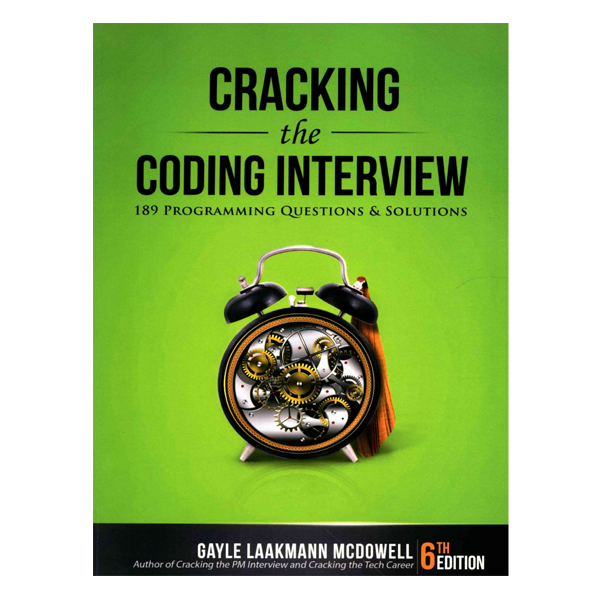 CRACKING
the
CODING INTERVIEW
189 PROGRAMMING QUESTIONS & SOLUTIONS
GAYLE LAAKMANN MCDOWELL
Author of Cracking the PM Interview and Cracking the Tech Career
6TH EDITION